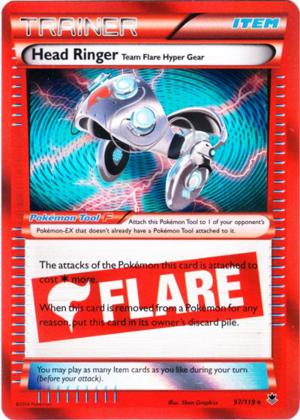 TRAINER ITEM
Head Ringer Team Flare Hyper Gear
Pokémon Tool F
Attach this Pokémon Tool to 1 of your opponent's
Pokémon-EX that doesn't already have a Pokémon Tool attached to it.
The attacks of the Pokémon this card is attached to
cost more.
FLARE
When this card is removed from a Pokémon for any
reason, put this card in its owner's discard pile.
You may play as many Item cards as you like during your turn
(before your attack).
Illus. 5ban Graphics
97/119